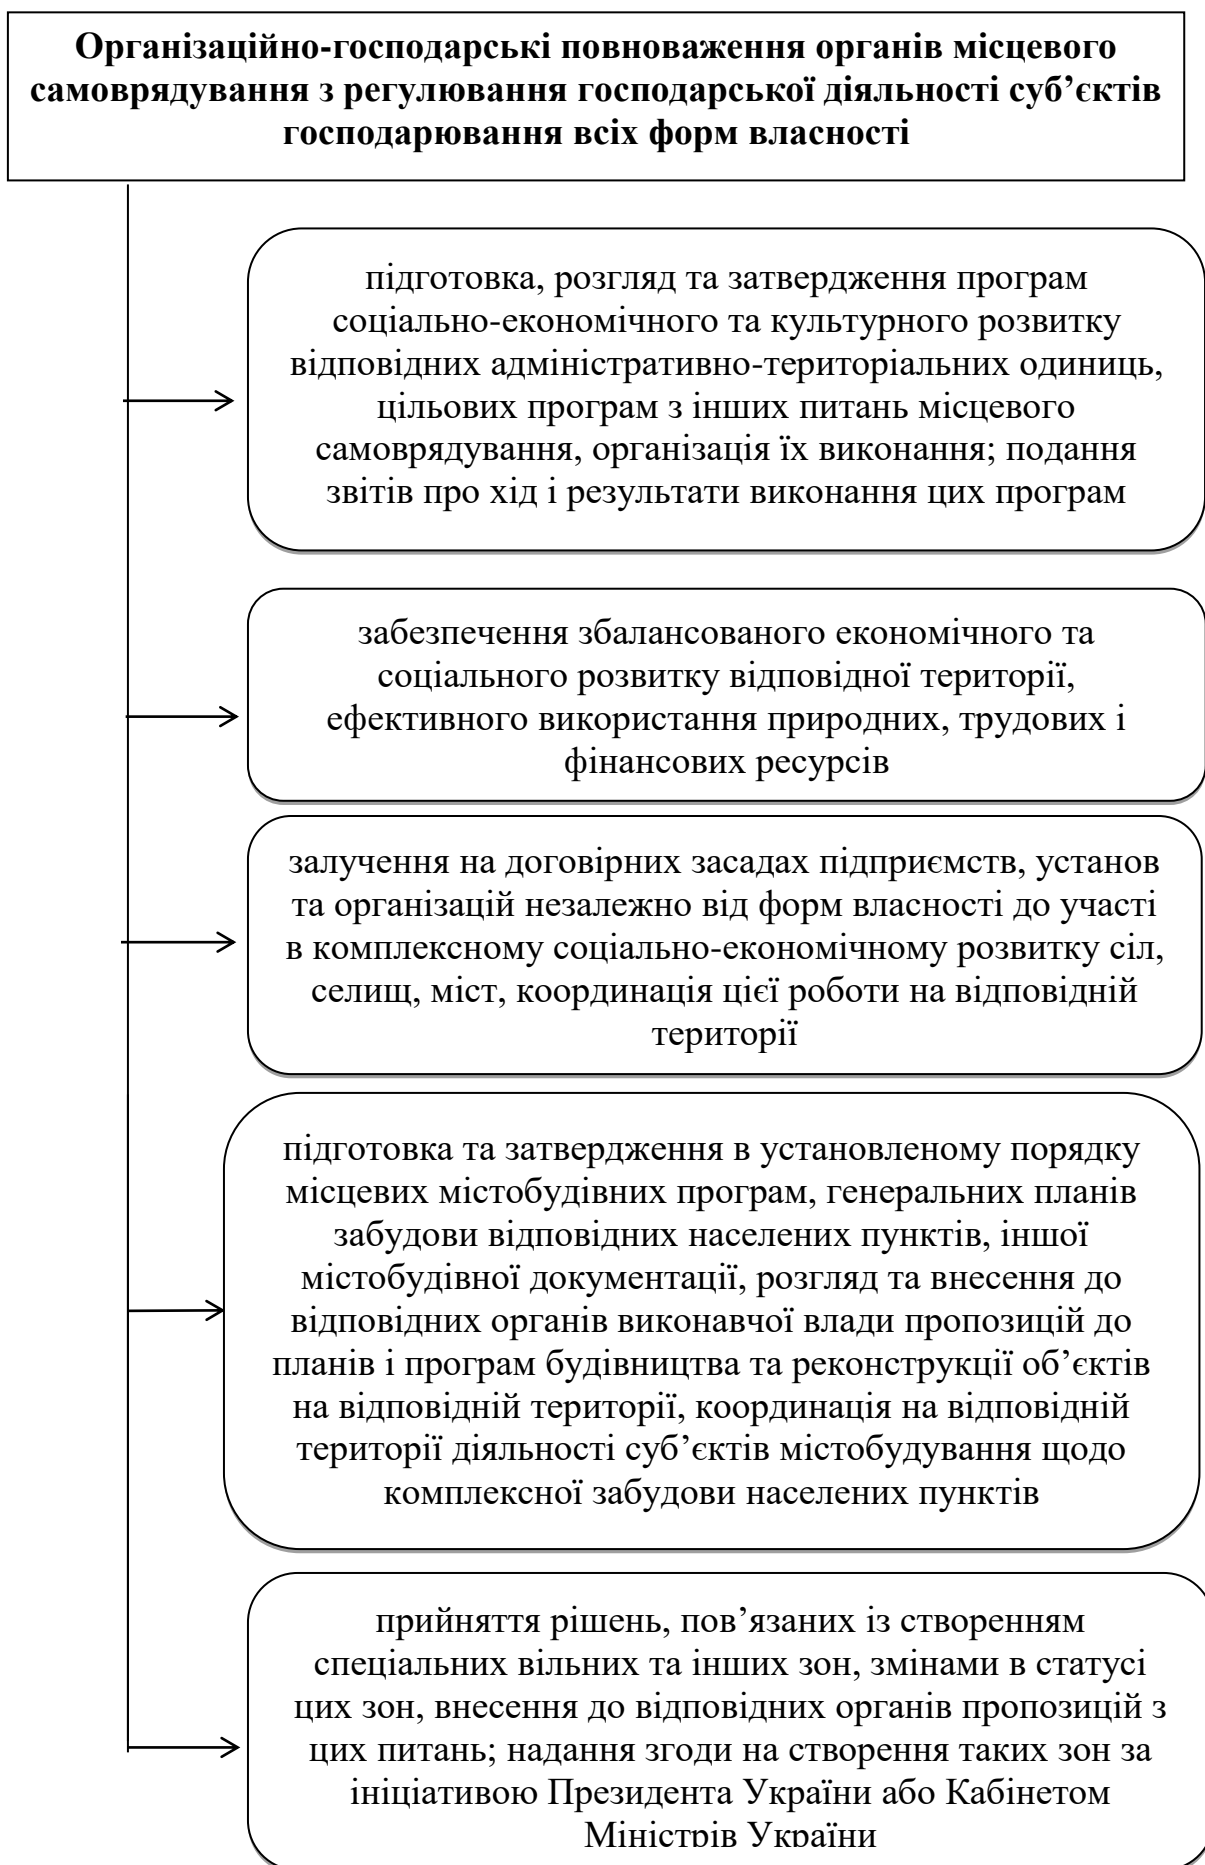 Організаційно-господарські повноваження органів місцевого
самоврядування з регулювання господарської діяльності суб’єктів
господарювання всіх форм власності
підготовка, розгляд та затвердження програм
соціально-економічного та культурного розвитку
відповідних адміністративно-територіальних одиниць,
цільових програм з інших питань місцевого
самоврядування, організація їх виконання; подання
звітів про хід і результати виконання цих програм
забезпечення збалансованого економічного та
соціального розвитку відповідної території,
ефективного використання природних, трудових і
фінансових ресурсів
залучення на договірних засадах підприємств, установ
та організацій незалежно від форм власності до участі
в комплексному соціально-економічному розвитку сіл,
селищ, міст, координація цієї роботи на відповідній
території
підготовка та затвердження в установленому порядку
місцевих містобудівних програм, генеральних планів
забудови відповідних населених пунктів, іншої
містобудівної документації, розгляд та внесення до
відповідних органів виконавчої влади пропозицій до
планів і програм будівництва та реконструкції об’єктів
на відповідній території, координація на відповідній
території діяльності суб’єктів містобудування щодо
комплексної забудови населених пунктів
прийняття рішень, пов’язаних із створенням
спеціальних вільних та інших зон, змінами в статусі
цих зон, внесення до відповідних органів пропозицій з
цих питань; надання згоди на створення таких зон за
ініціативою Президента України або Кабінетом
Міністрів України